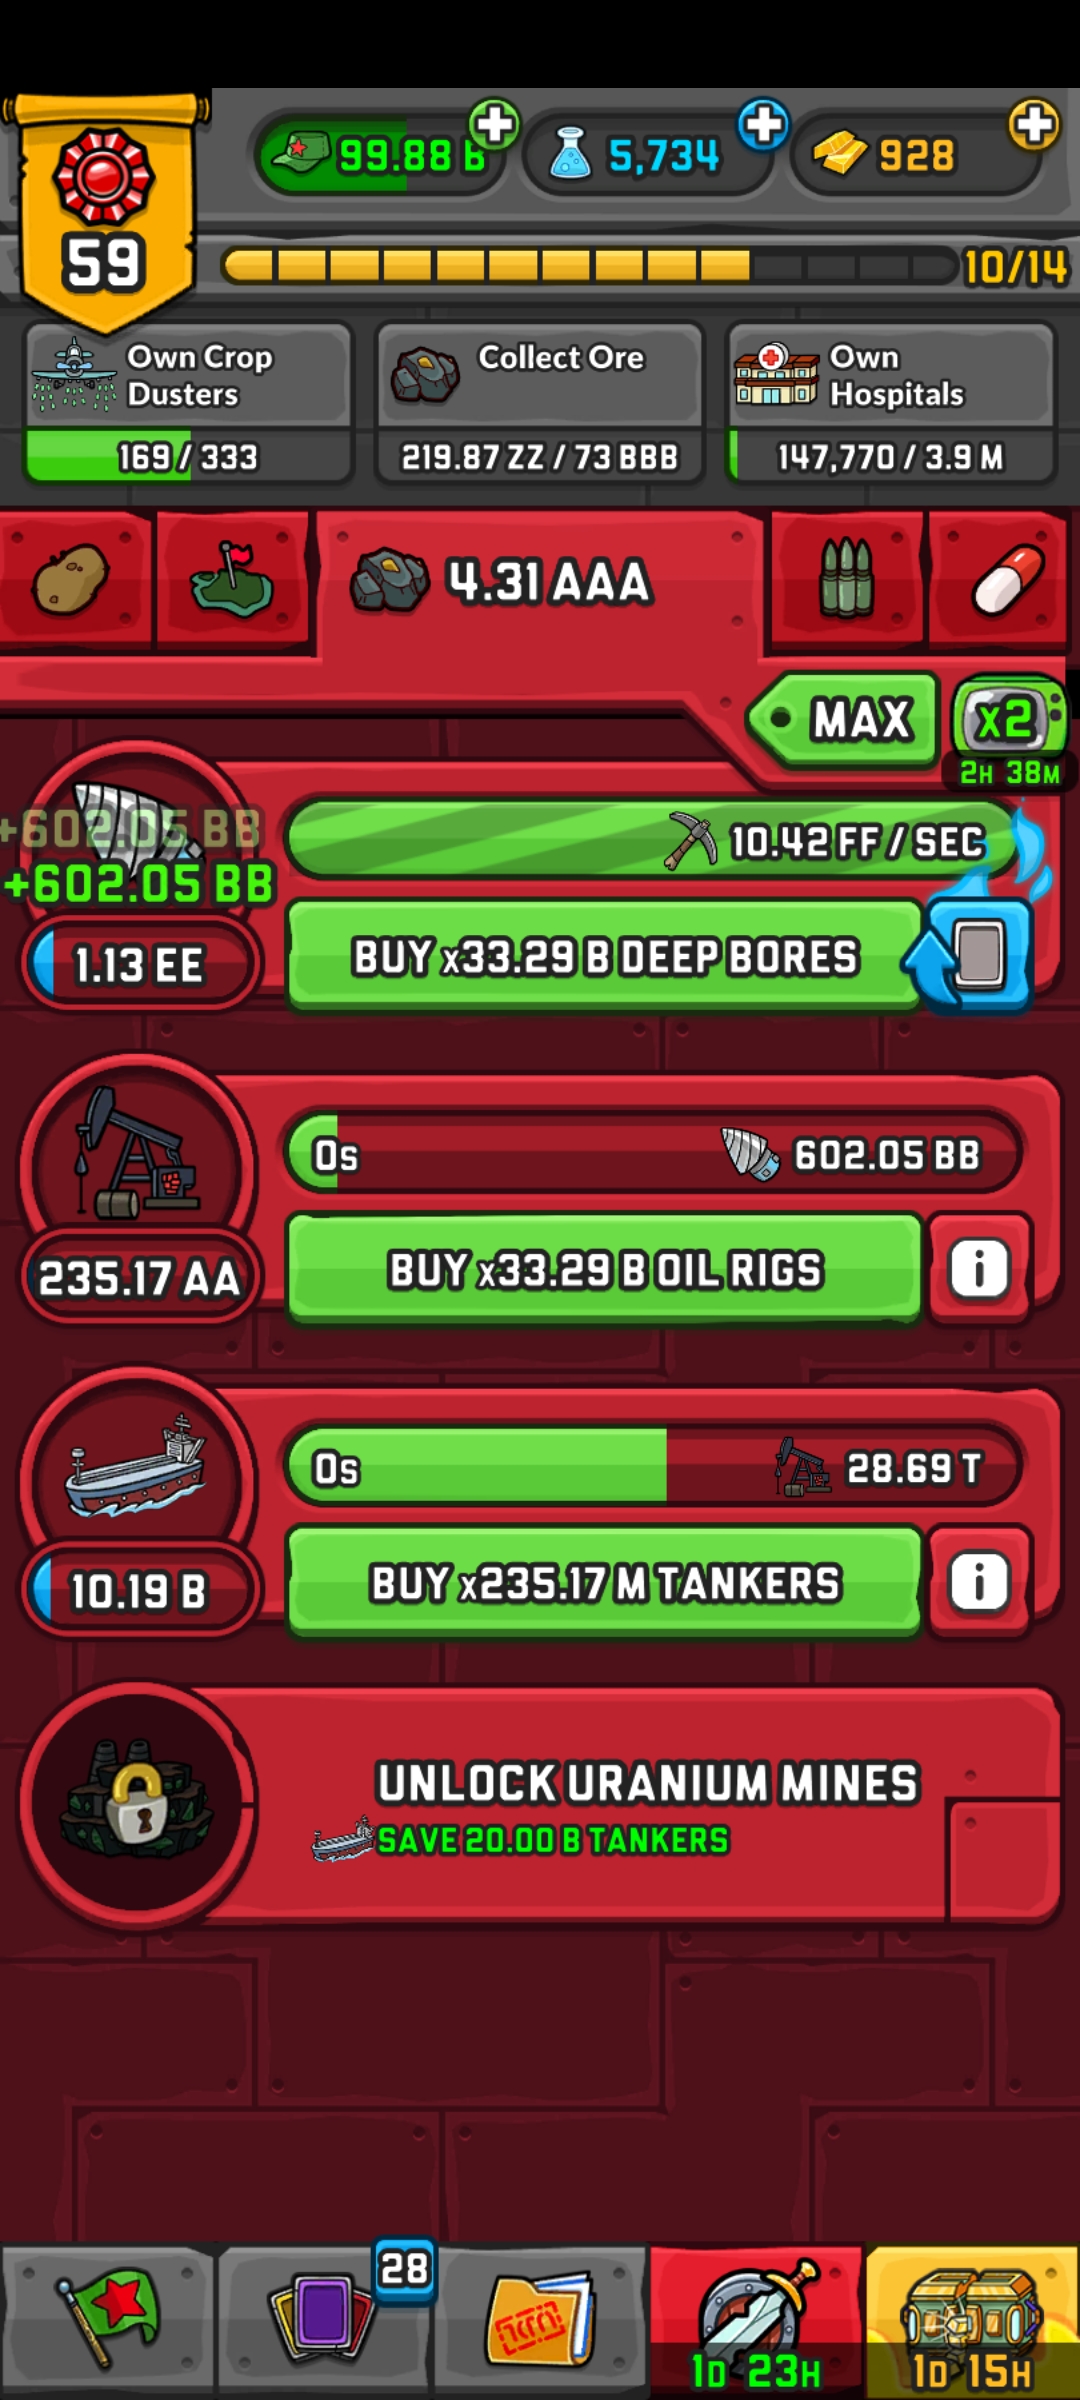 59
99.88 B
5,734
928
10/14
Own Crop
Dusters
169 / 333
Collect Ore
219.87 ZZ / 73 BBB
Own
Hospitals
147,770 / 3.9 M
4.31 AAA
MAX
x2
2H 38M
+602.05 BB
+602.05 BB
10.42 FF / SEC
1.13 EE
BUY x33.29 B DEEP BORES
0s
602.05 BB
235.17 AA
BUY x33.29 B OIL RIGS
i
0s
28.69 T
10.19 B
BUY x235.17 M TANKERS
i
UNLOCK URANIUM MINES
SAVE 20.00 B TANKERS
28
1D 23H
1D 15H